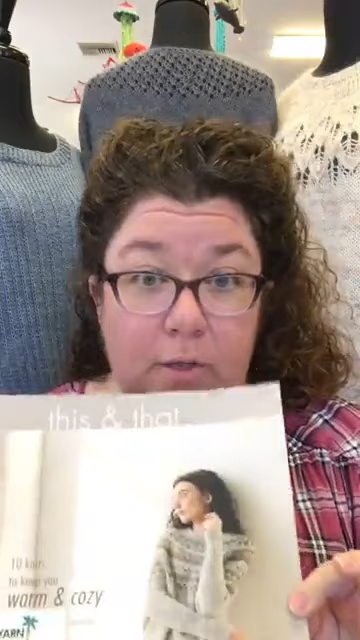 this & that
10 knits
to keep you
warm & cozy
YARN